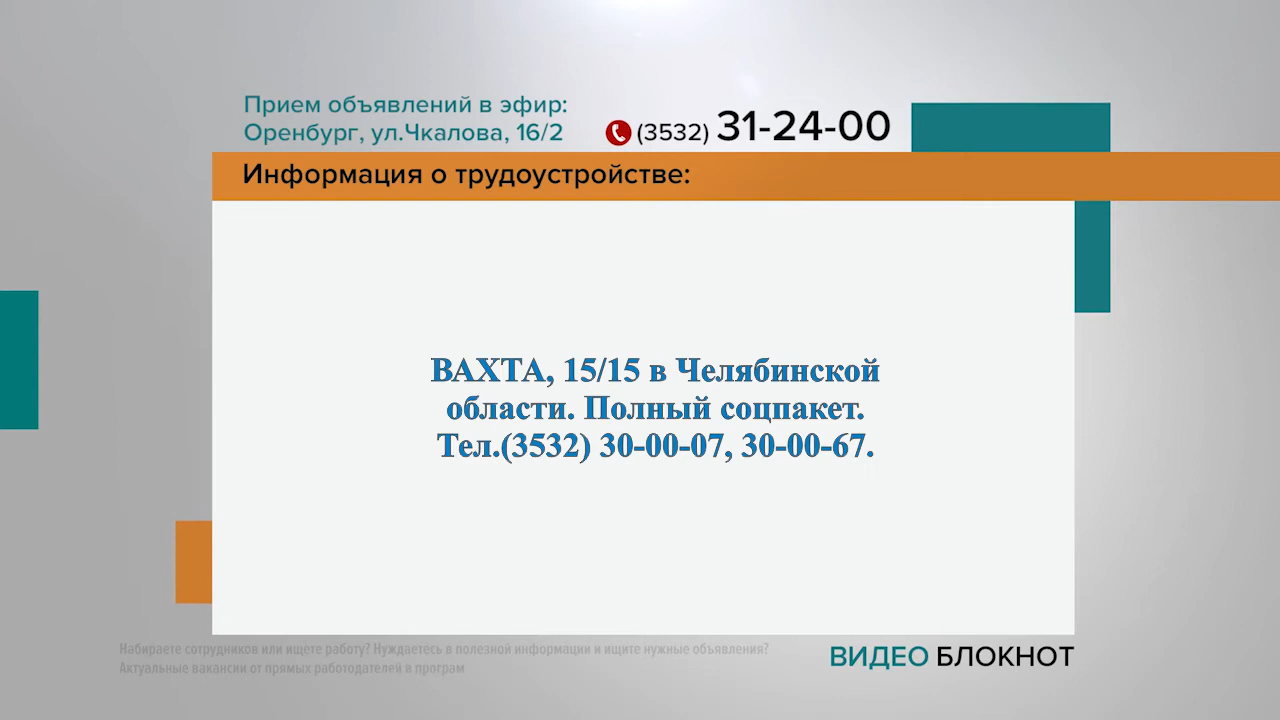 Прием объявлений в эфир:
Оренбург, ул.Чкалова, 16/2
(3532) 31-24-00
Информация о трудоустройстве:
ВАХТА, 15/15 в Челябинской
области. Полный соцпакет.
Тел.(3532) 30-00-07, 30-00-67.
Набираете сотрудников или ищете работу? Нуждаетесь в полезной информации и ищите нужные объявления?
Актуальные вакансии от прямых работодателей в програм
ВИДЕО БЛОКНОТ